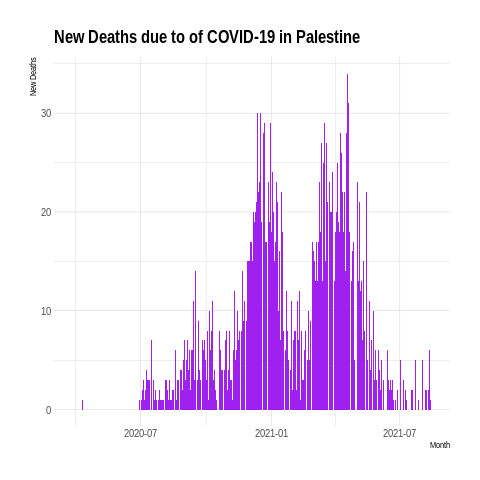 New Deaths due to of COVID-19 in Palestine
New Deaths
30
20
10
0
2020-07 2021-01 2021-07
Month